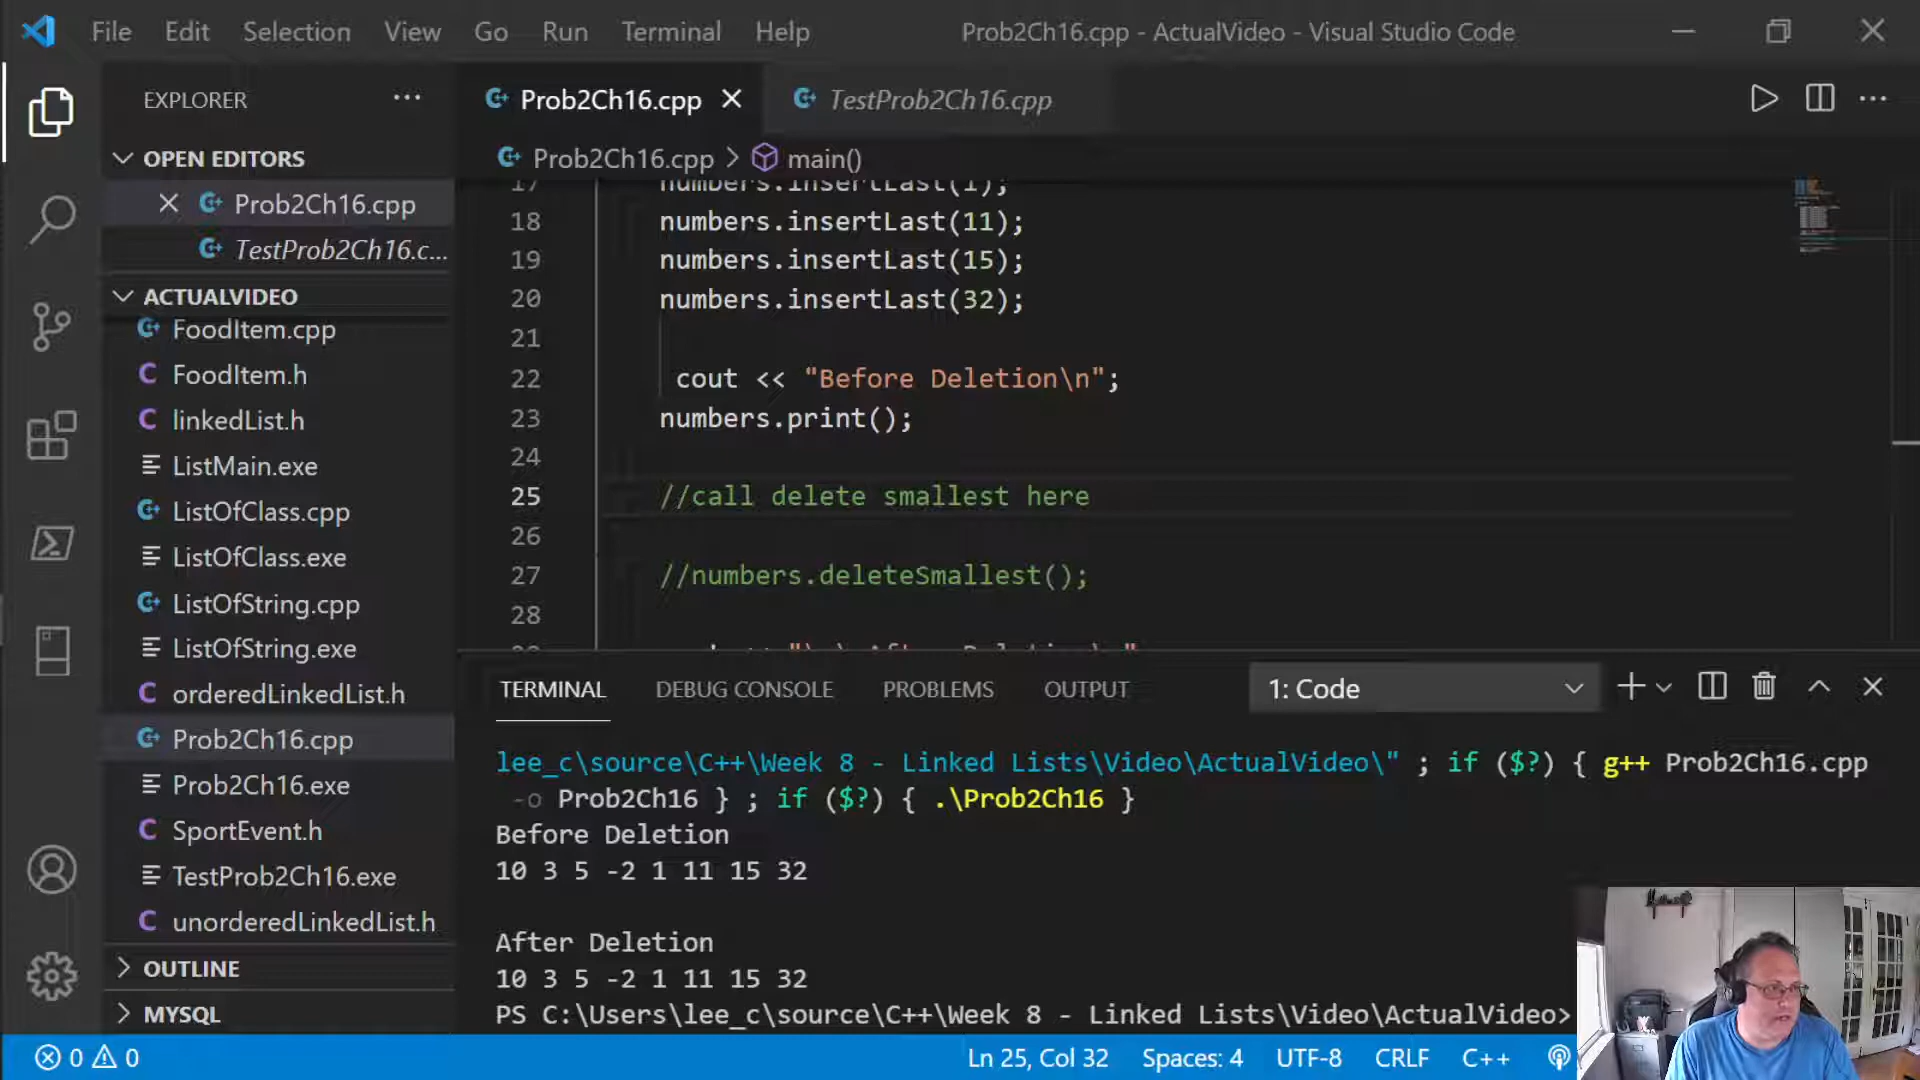 File Edit Selection View Go Run Terminal Help Prob2Ch16.cpp - ActualVideo - Visual Studio Code
EXPLORER ...
Prob2Ch16.cpp
TestProb2Ch16.cpp
OPEN EDITORS
Prob2Ch16.cpp > main()
Prob2Ch16.cpp
TestProb2Ch16.c...
ACTUALVIDEO
FoodItem.cpp
FoodItem.h
linkedList.h
ListMain.exe
ListOfClass.cpp
ListOfClass.exe
ListOfString.cpp
ListOfString.exe
orderedLinkedList.h
Prob2Ch16.cpp
Prob2Ch16.exe
SportEvent.h
TestProb2Ch16.exe
unorderedLinkedList.h
OUTLINE
MYSQL
17 numbers.insertLast(1);
18 numbers.insertLast(11);
19 numbers.insertLast(15);
20 numbers.insertLast(32);
21
22 cout << "Before Deletion\n";
23 numbers.print();
24
25 //call delete smallest here
26
27 //numbers.deleteSmallest();
28
TERMINAL DEBUG CONSOLE PROBLEMS OUTPUT 1: Code
lee_c\source\C++\Week 8 - Linked Lists\Video\ActualVideo\" ; if ($?) { g++ Prob2Ch16.cpp
-o Prob2Ch16 } ; if ($?) { .\Prob2Ch16 }
Before Deletion
10 3 5 -2 1 11 15 32
After Deletion
10 3 5 -2 1 11 15 32
PS C:\Users\lee_c\source\C++\Week 8 - Linked Lists\Video\ActualVideo>
0 0 Ln 25, Col 32 Spaces: 4 UTF-8 CRLF C++